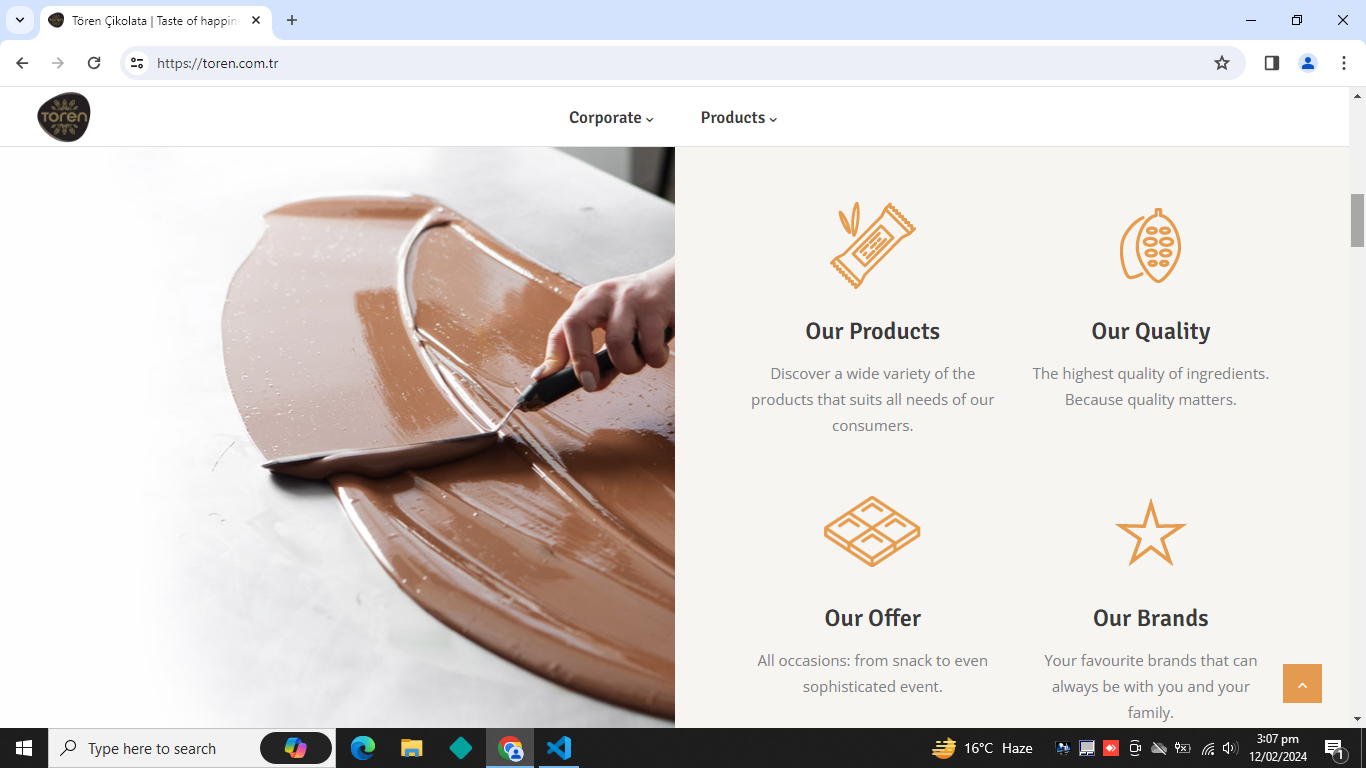 Tören Çikolata | Taste of happin
https://toren.com.tr
TÖREN
Corporate
Products
Our Products
Discover a wide variety of the
products that suits all needs of our
consumers.
Our Quality
The highest quality of ingredients.
Because quality matters.
Our Offer
All occasions: from snack to even
sophisticated event.
Our Brands
Your favourite brands that can
always be with you and your
family.
Type here to search
16°C Haze
3:07 pm
12/02/2024
1